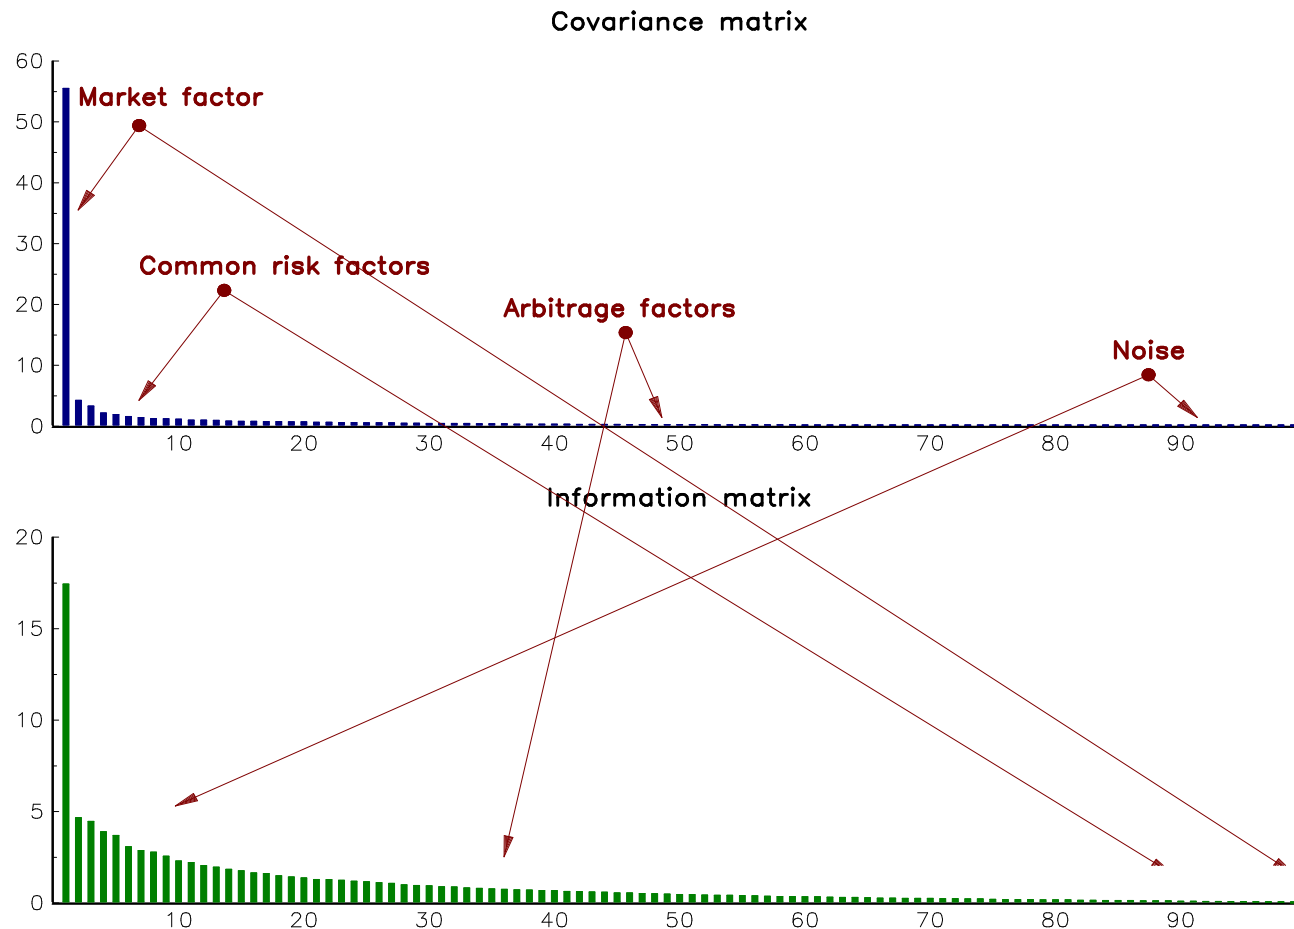 Covariance matrix
60
Market factor
50
40
30
Common risk factors
20
Arbitrage factors
Noise
10
0
10 20 30 40 50 60 70 80 90
Information matrix
20
15
10
5
0
10 20 30 40 50 60 70 80 90